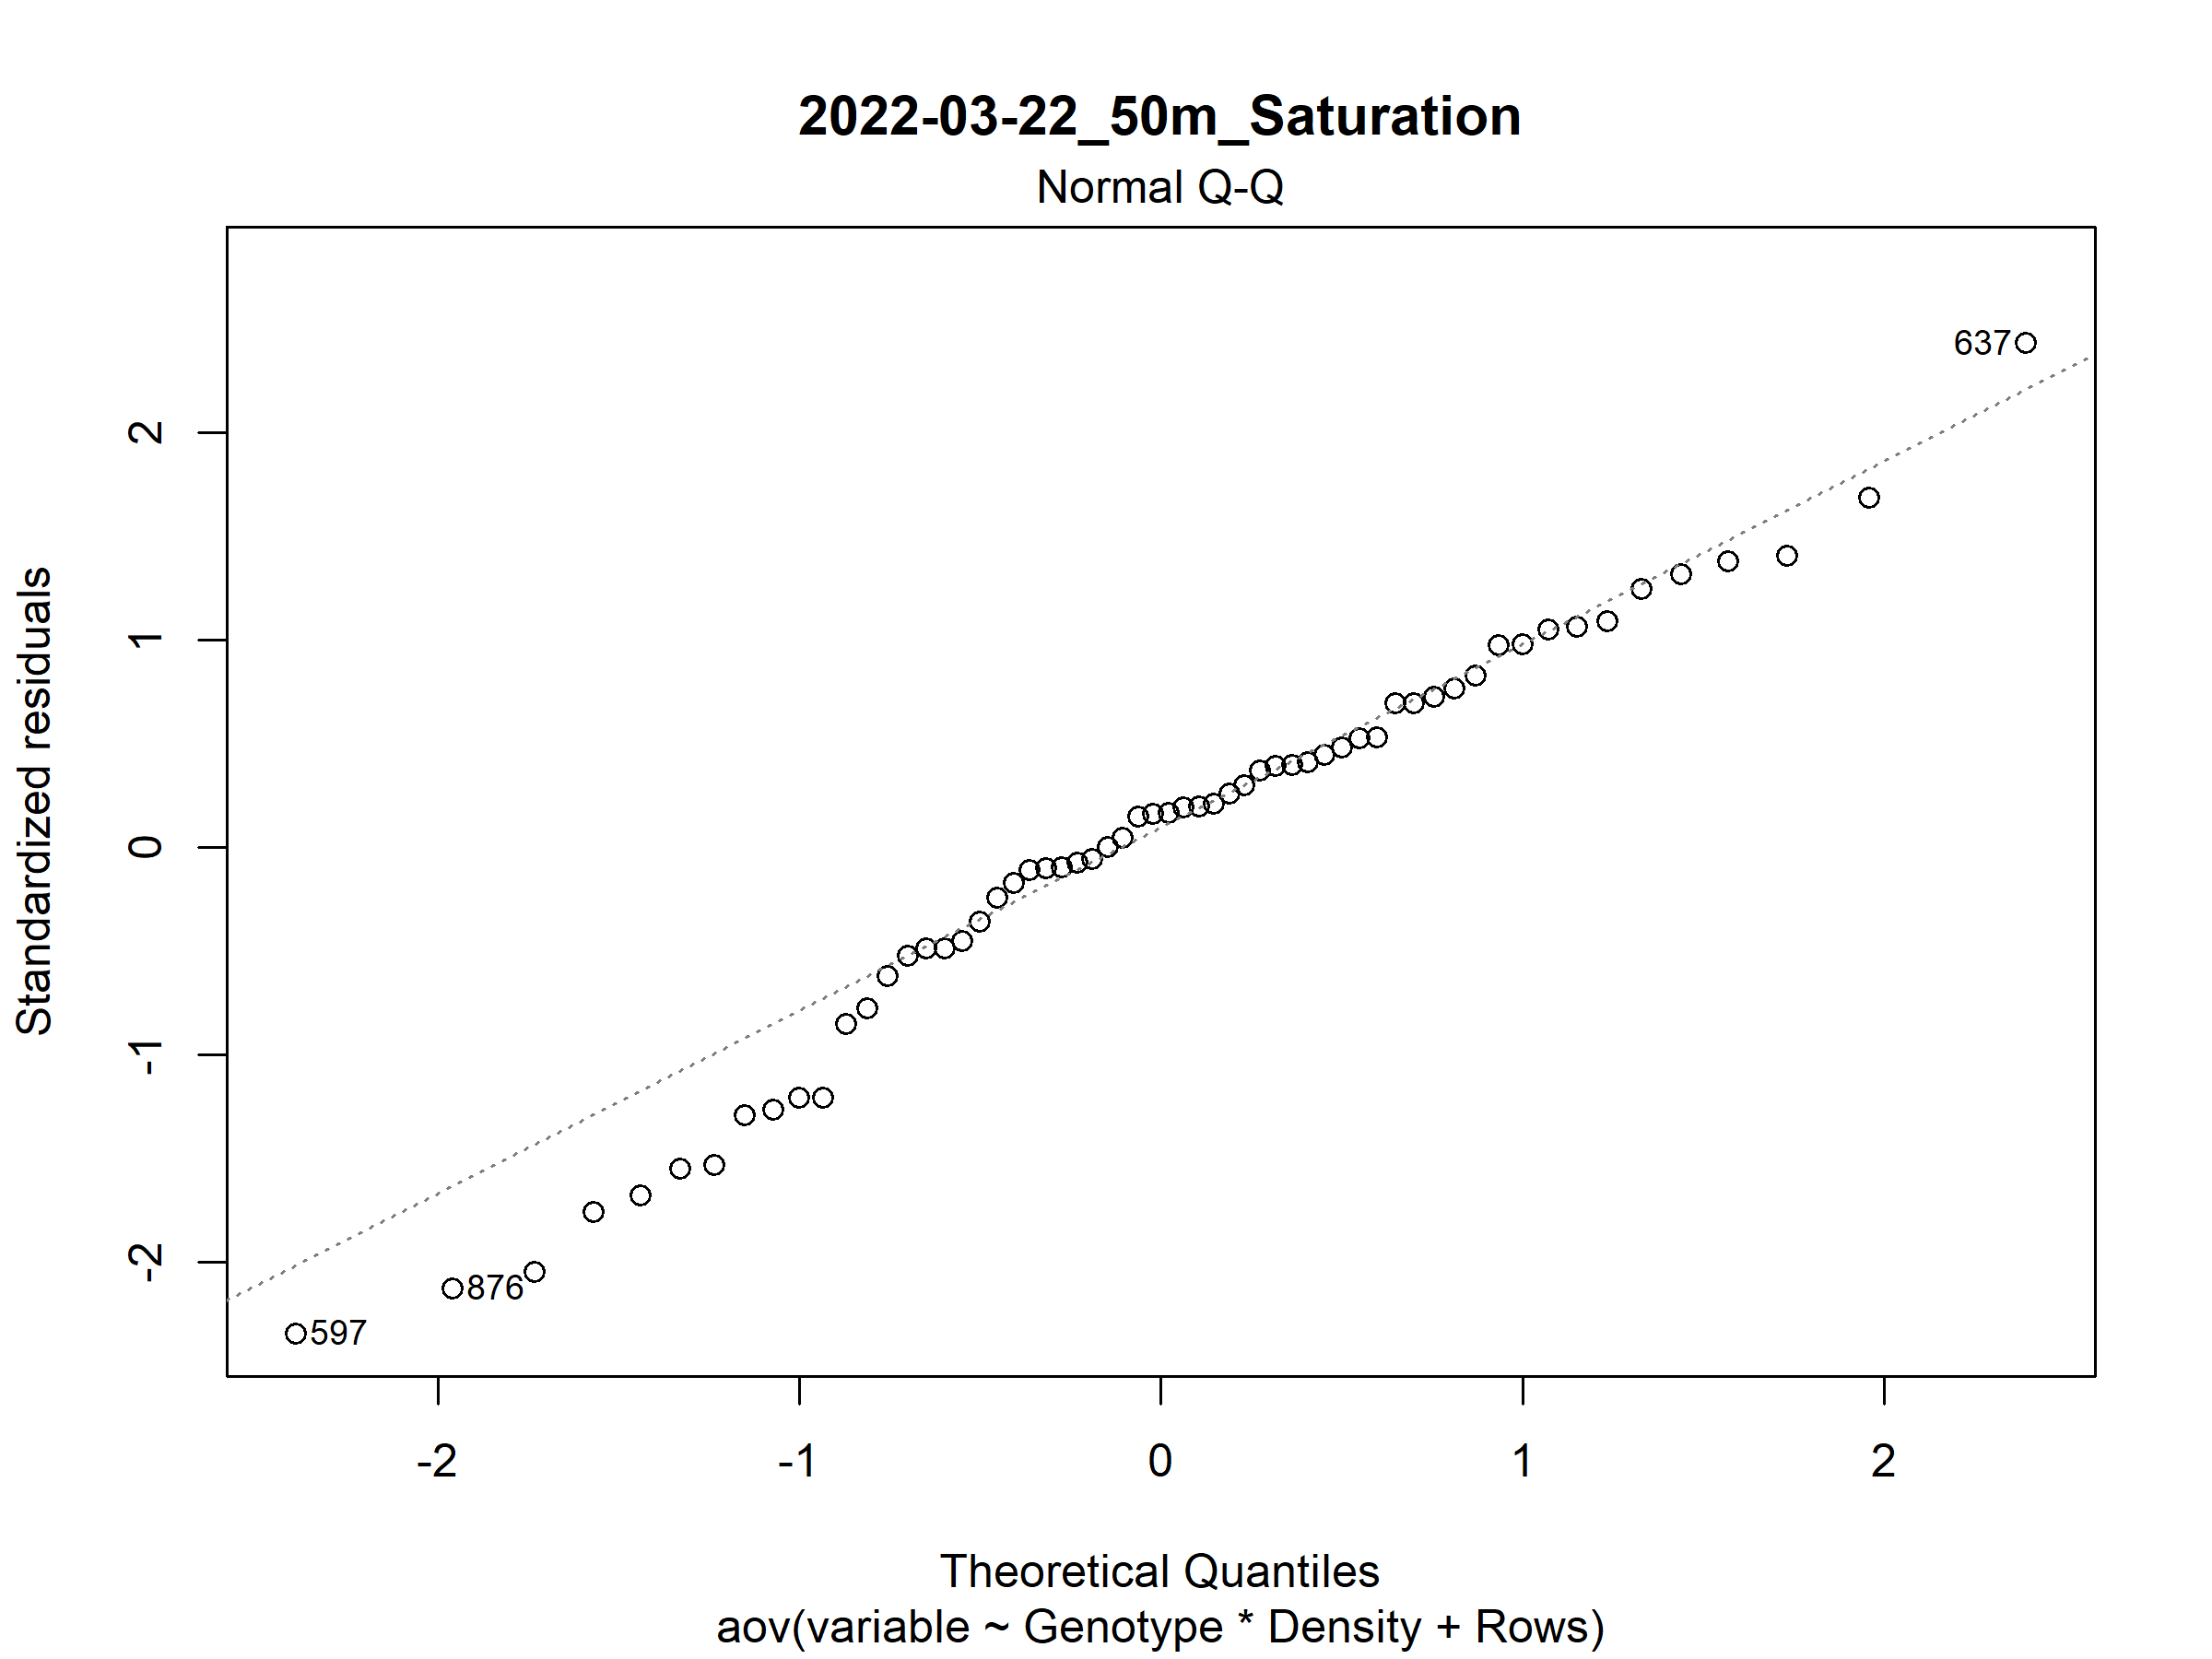 2022-03-22_50m_Saturation
Normal Q-Q
Standardized residuals
2
1
0
-1
-2
637
876
597
-2
-1
0
1
2
Theoretical Quantiles
aov(variable ~ Genotype * Density + Rows)